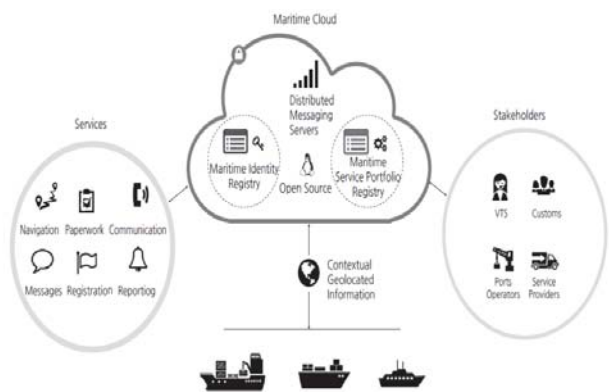 Maritime Cloud
Distributed
Messaging
Servers
Maritime Identity
Registry
Open Source
Maritime
Service Portfolio
Registry
Services
Navigation Paperwork Communication
Messages Registration Reportiog
Stakeholders
VTS Customs
Ports
Operators
Service
Providers
Contextual
Geolocated
Information